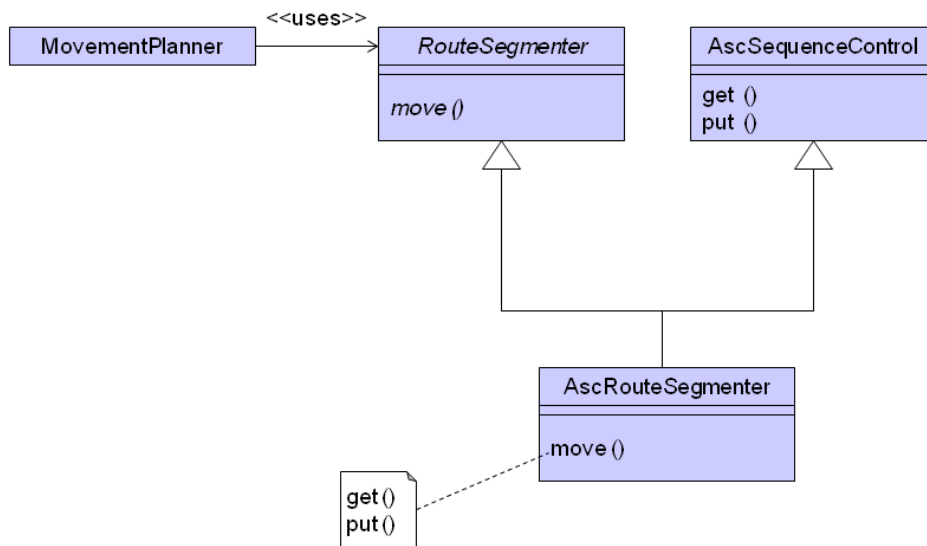 <<uses>>
MovementPlanner
RouteSegmenter
move ()
AscSequenceControl
get ()
put ()
AscRouteSegmenter
move ()
get ()
put ()